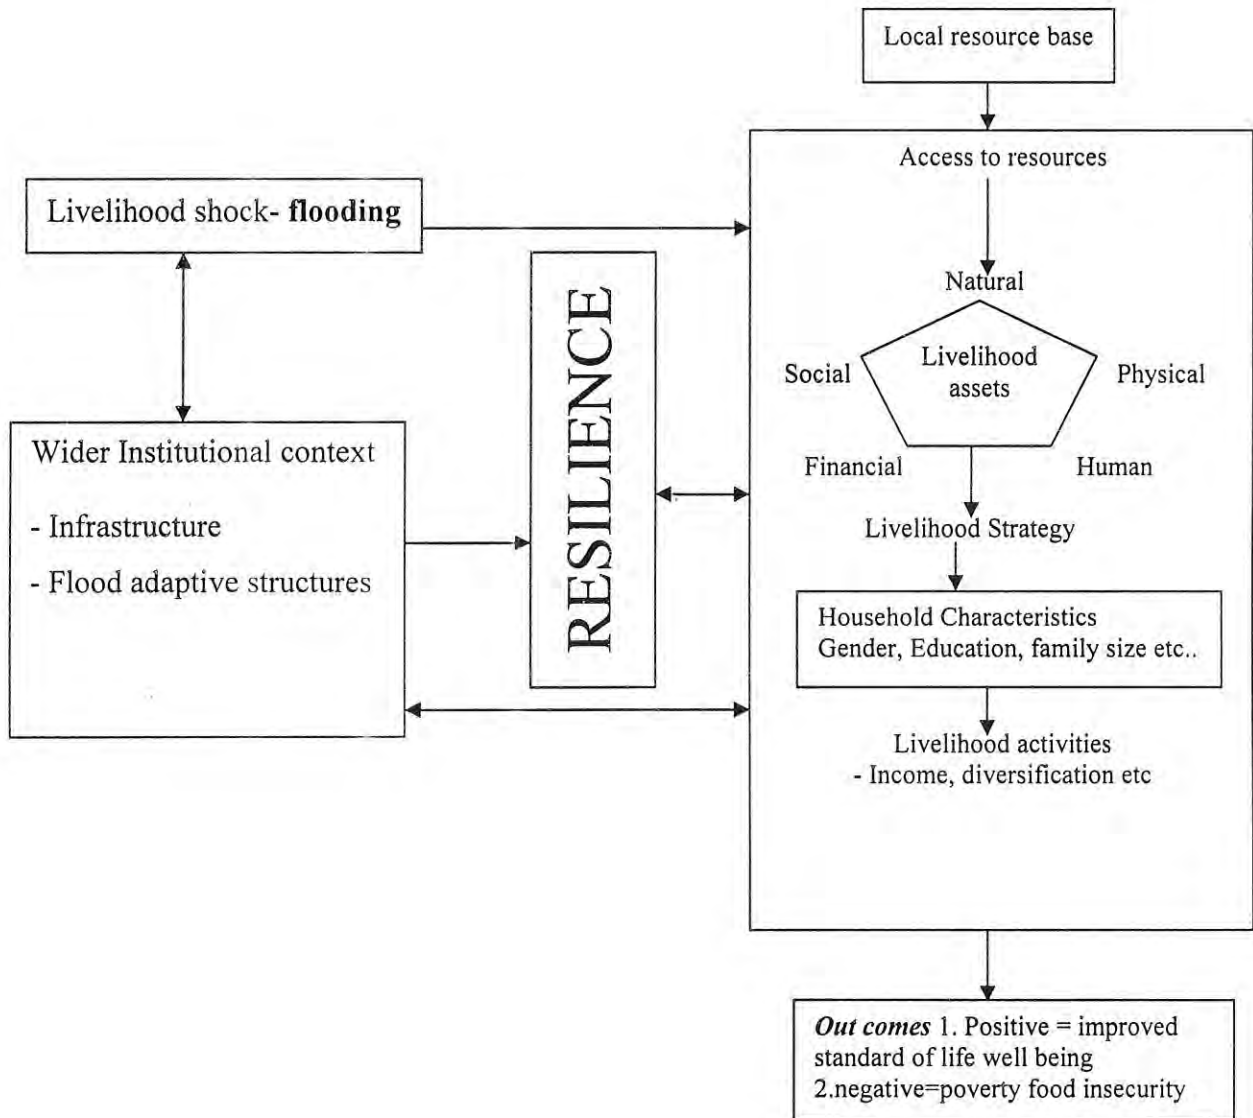 Local resource base
Access to resources
Livelihood shock- flooding
Natural
Social
Livelihood
assets
Physical
Financial
Human
Wider Institutional context
- Infrastructure
- Flood adaptive structures
RESILIENCE
Livelihood Strategy
Household Characteristics
Gender, Education, family size etc..
Livelihood activities
- Income, diversification etc
Out comes 1. Positive = improved
standard of life well being
2.negative=poverty food insecurity